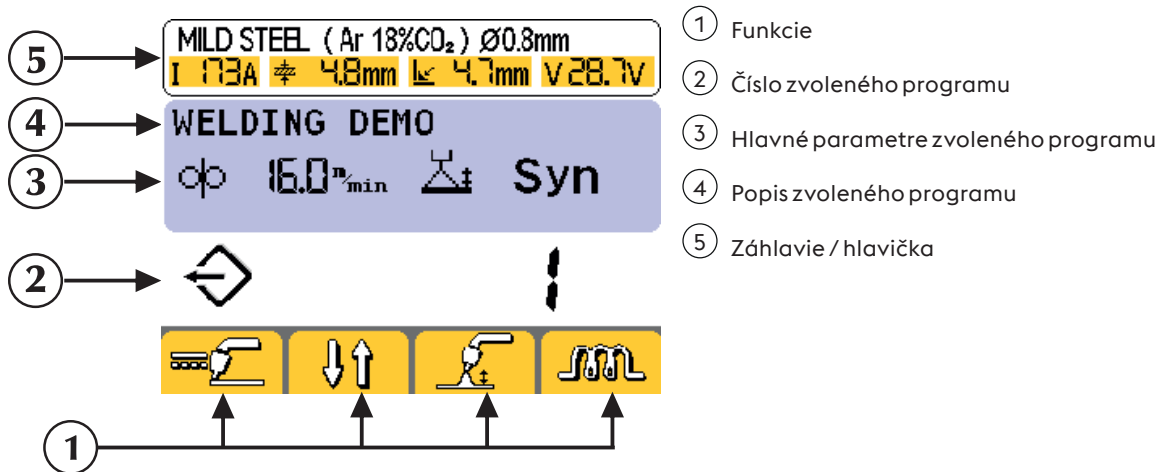 MILD STEEL (Ar 18%CO₂) Ø0.8mm
I 173A 4.8mm 4.7mm V 28.7V
WELDING DEMO
16.0 m/min Syn
1
5
4
3
2
1
① Funkcie
② Číslo zvoleného programu
③ Hlavné parametre zvoleného programu
④ Popis zvoleného programu
⑤ Záhlavie / hlavička